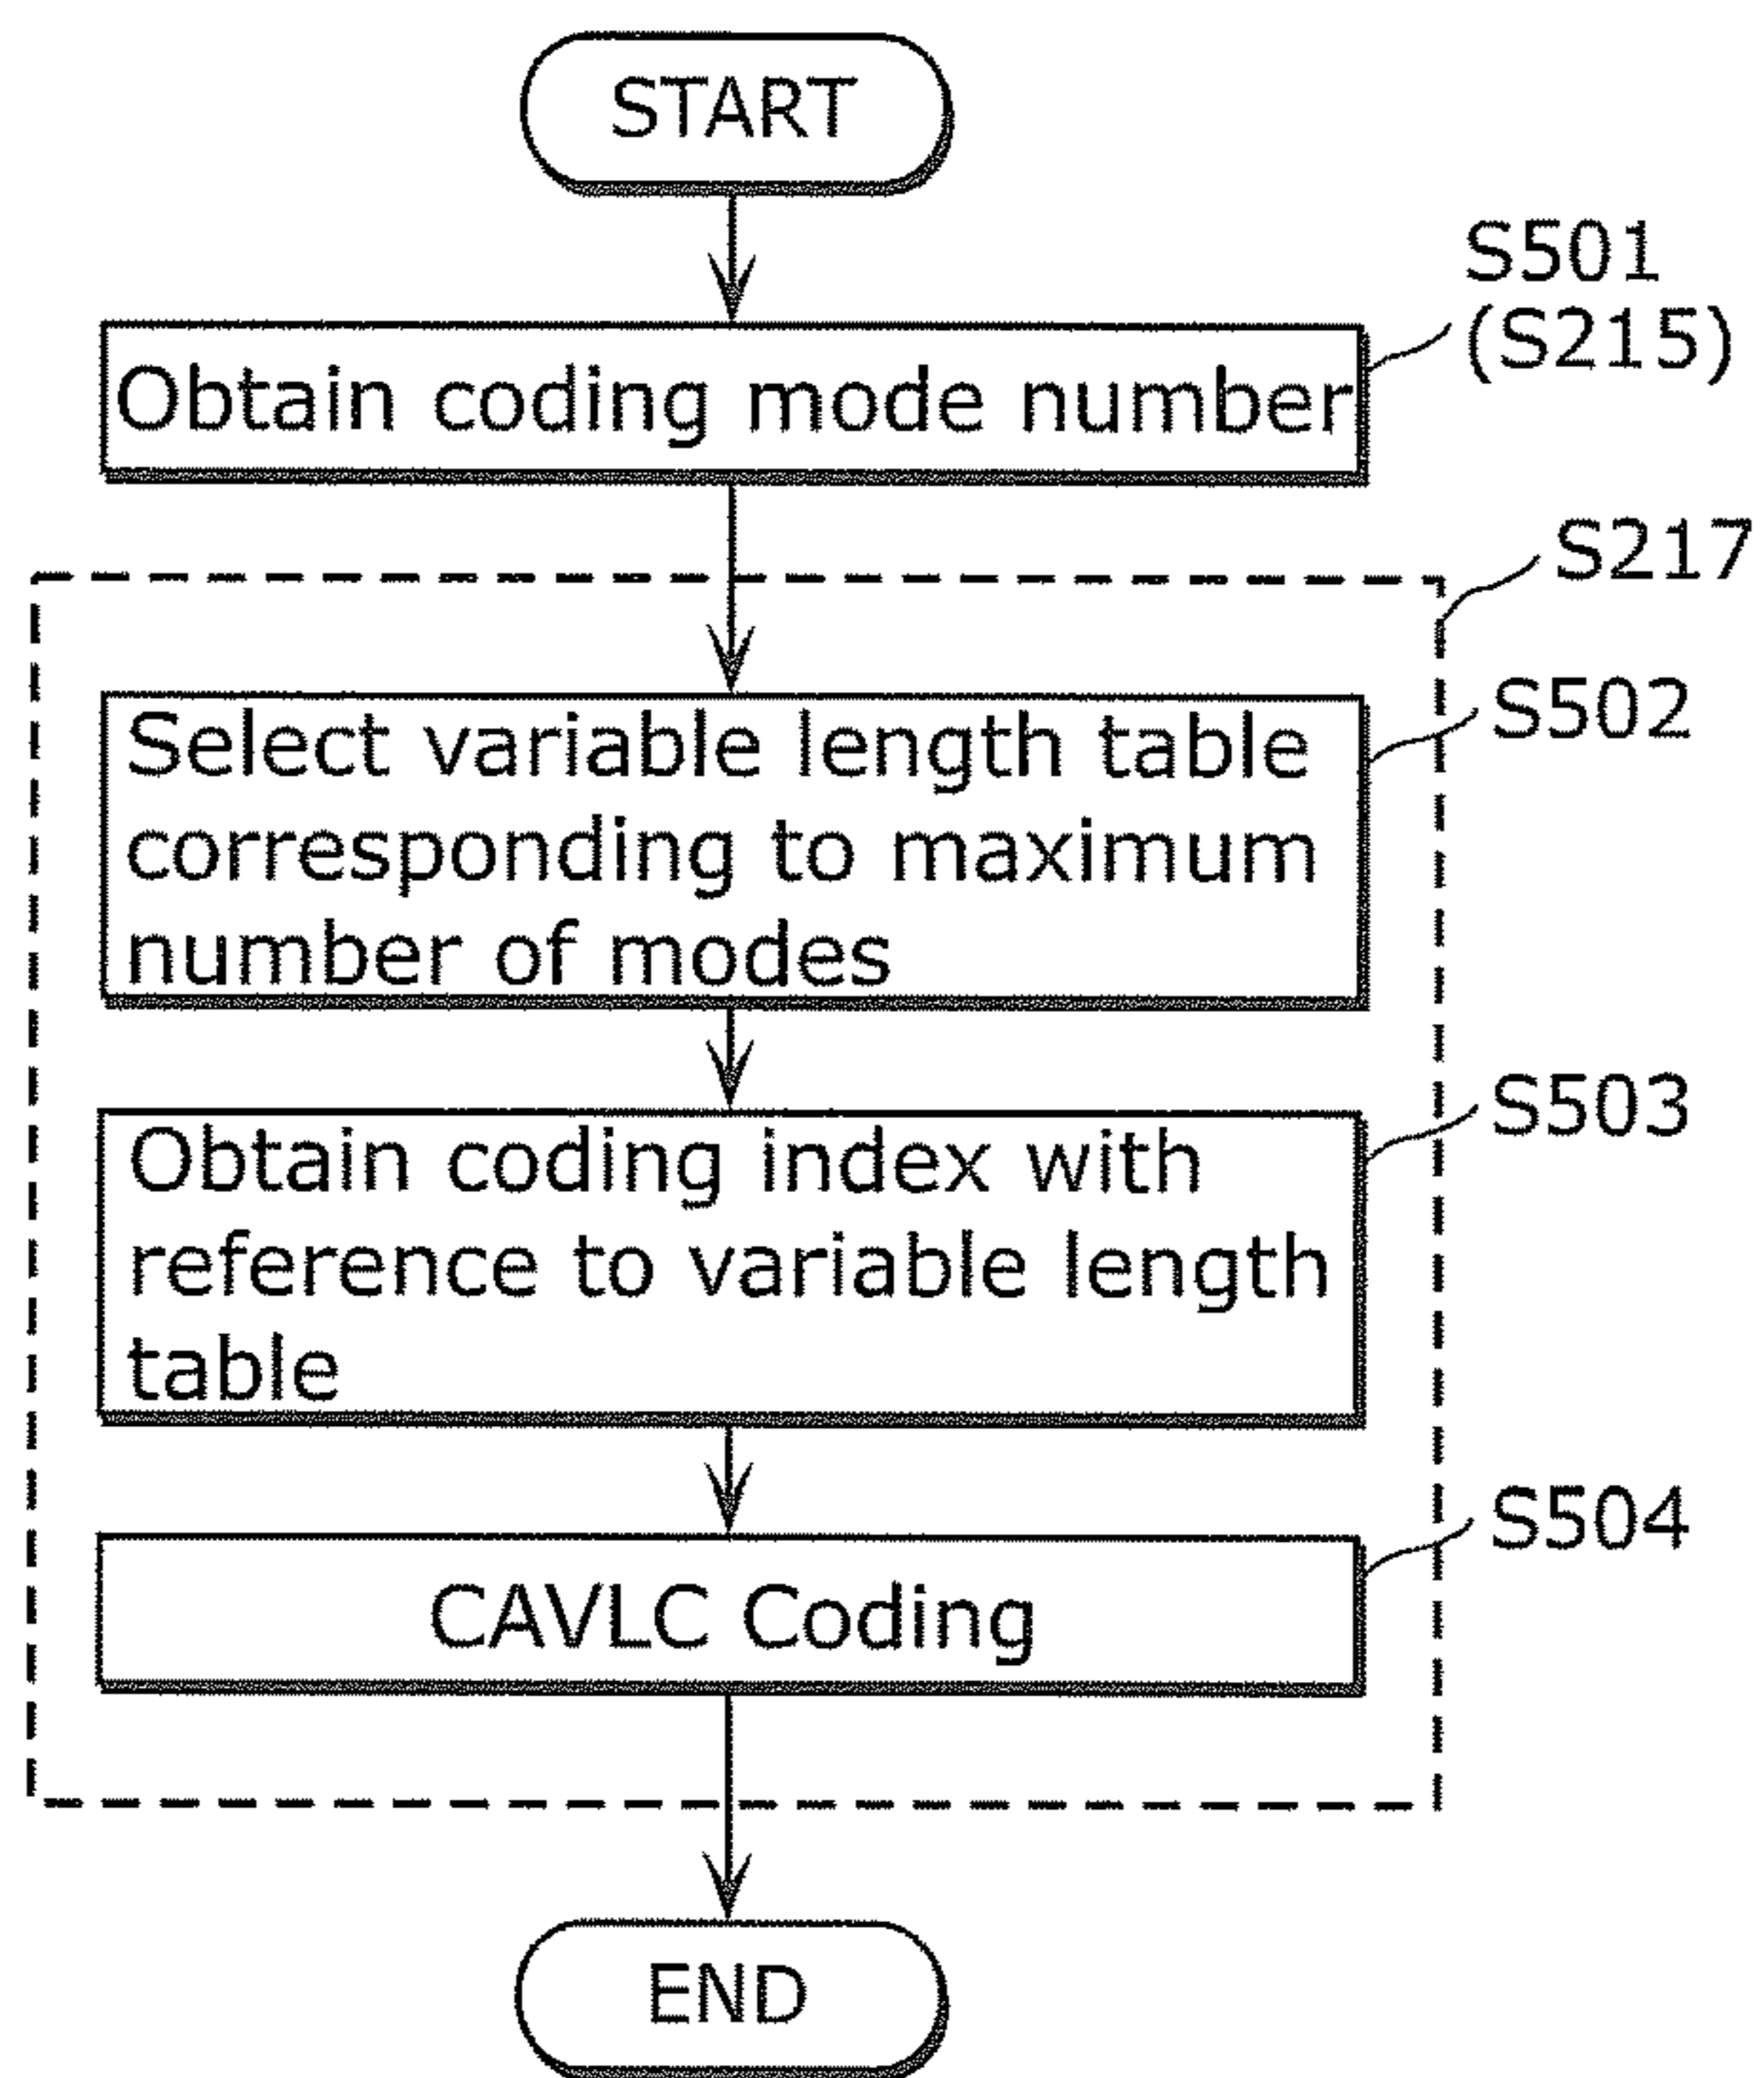 START
S501
(S215)
Obtain coding mode number
S217
S502
Select variable length table
corresponding to maximum
number of modes
S503
Obtain coding index with
reference to variable length
table
S504
CAVLC Coding
END